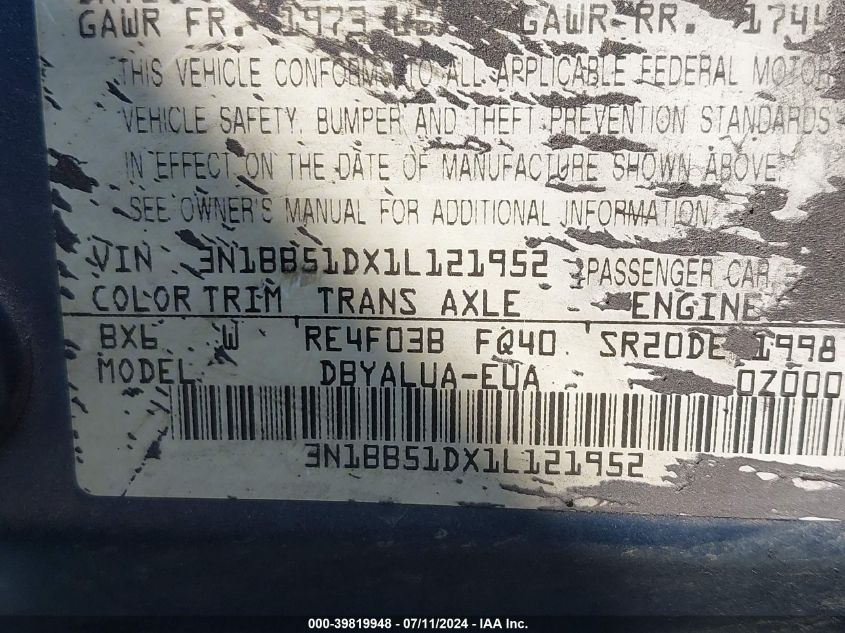 GAWR FR. 1973 GAWR RR. 1744
THIS VEHICLE CONFORMS TO ALL APPLICABLE FEDERAL MOTOR
VEHICLE SAFETY, BUMPER AND THEFT PREVENTION STANDARDS
IN EFFECT ON THE DATE OF MANUFACTURE SHOWN ABOVE.
SEE OWNER'S MANUAL FOR ADDITIONAL INFORMATION.
VIN 3N1BB51DX1L121952 PASSENGER CAR
COLOR TRIM TRANS AXLE ENGINE
BX6 W RE4F03B FQ40 SR20DE 1998
MODEL DBYALUA-EUA 0Z000
3N1BB51DX1L121952
000-39819948 - 07/11/2024 - IAA Inc.